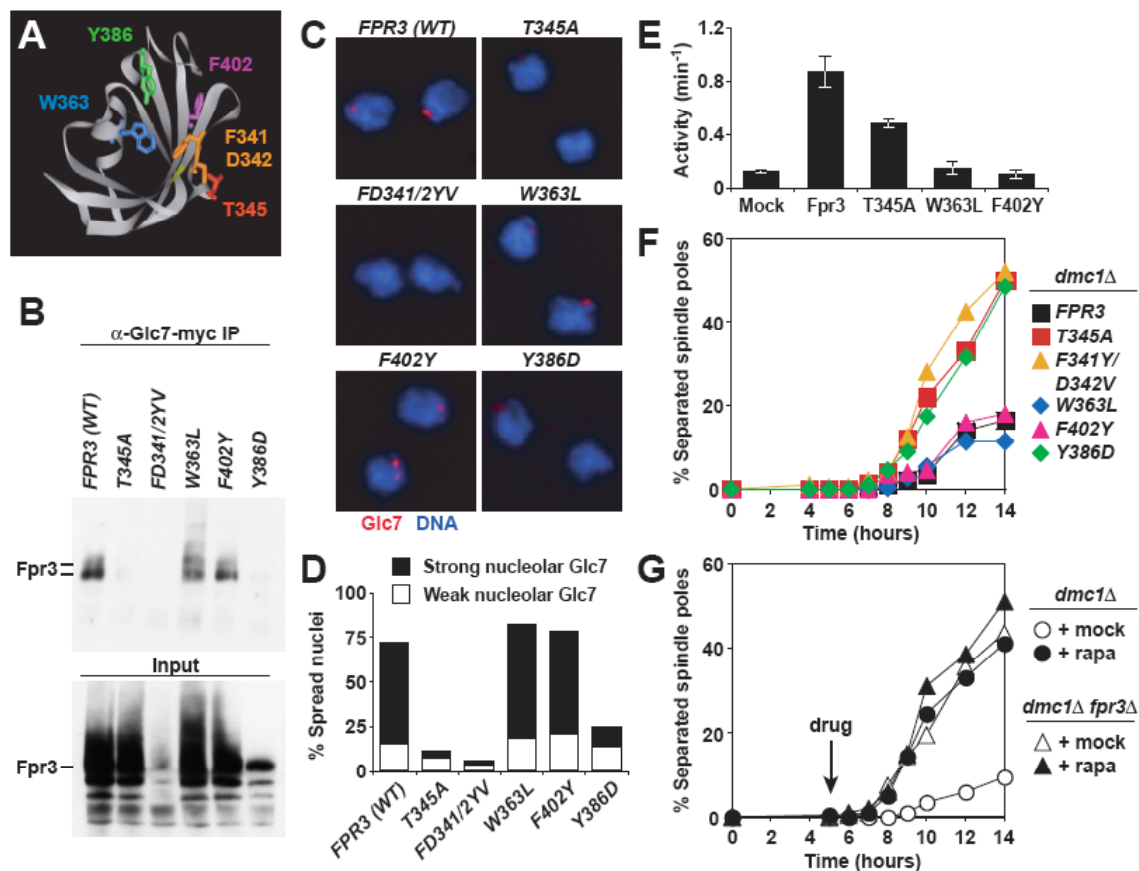 A
Y386
F402
W363
F341
D342
T345
B
α-Glc7-myc IP
FPR3 (WT)
T345A
FD341/2YV
W363L
F402Y
Y386D
Fpr3
Input
Fpr3
C
FPR3 (WT)
T345A
FD341/2YV
W363L
F402Y
Y386D
Glc7 DNA
D
Strong nucleolar Glc7
Weak nucleolar Glc7
% Spread nuclei
100
75
50
25
0
FPR3 (WT)
T345A
FD341/2YV
W363L
F402Y
Y386D
E
Activity (min-1)
1.2
0.8
0.4
0
Mock Fpr3 T345A W363L F402Y
F
% Separated spindle poles
60
40
20
0
0 2 4 6 8 10 12 14
Time (hours)
dmc1Δ
FPR3
T345A
F341Y/
D342V
W363L
F402Y
Y386D
G
% Separated spindle poles
60
40
20
0
drug
0 2 4 6 8 10 12 14
Time (hours)
dmc1Δ
+ mock
+ rapa
dmc1Δ fpr3Δ
+ mock
+ rapa